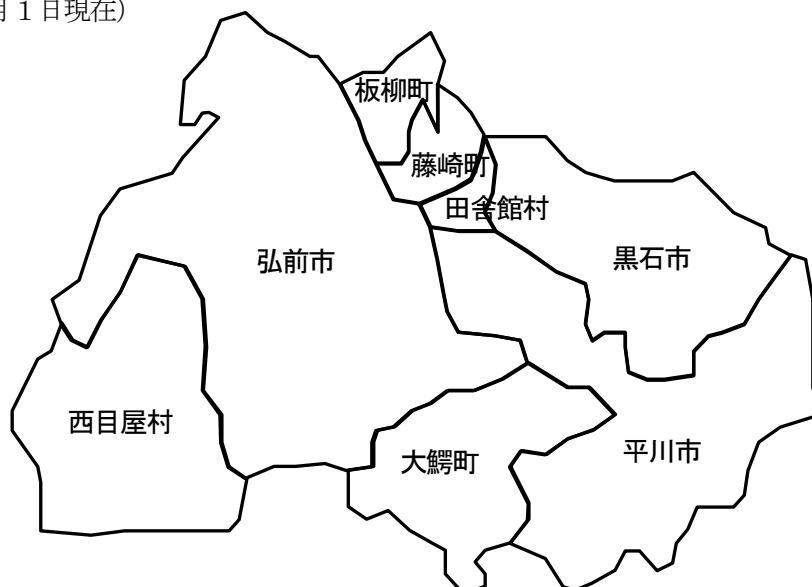 月１日現在）
板柳町
藤崎町
田舎館村
弘前市
黒石市
西目屋村
大鰐町
平川市